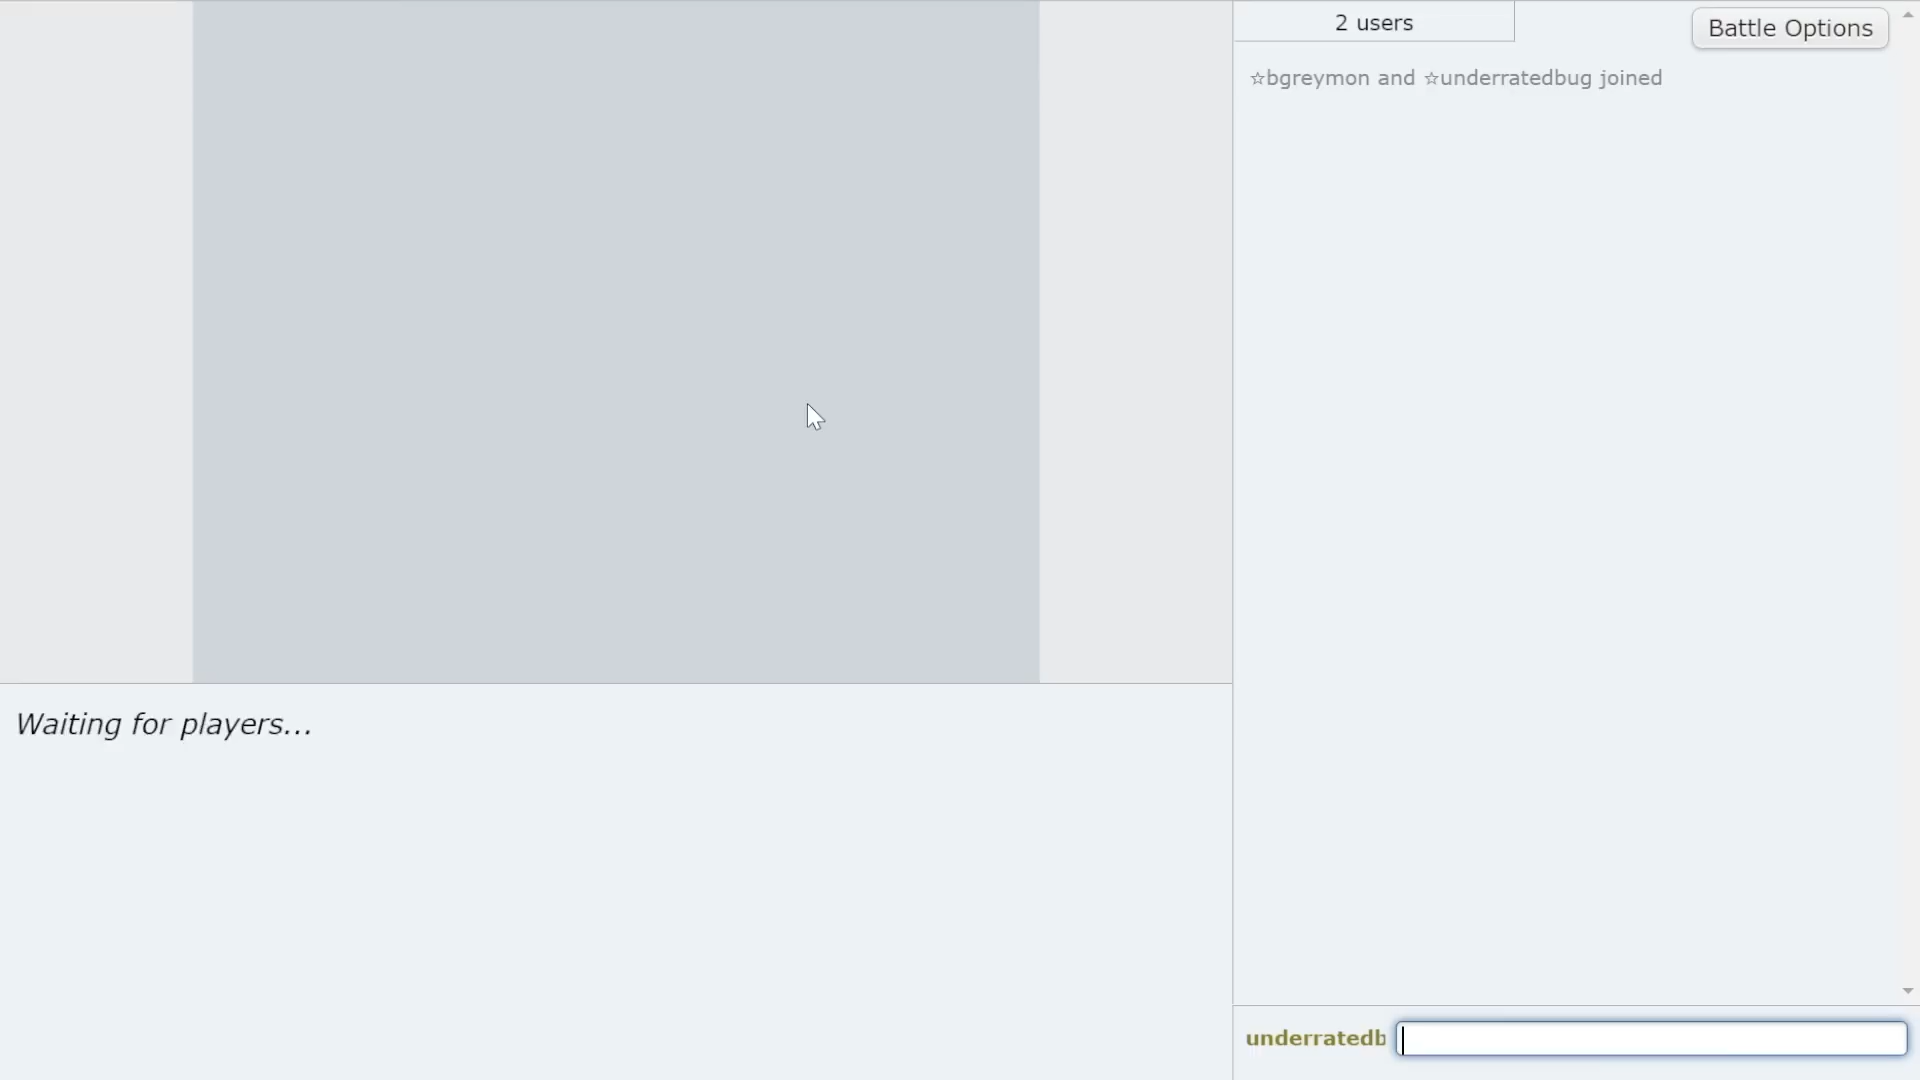 2 users
Battle Options
☆bgreymon and ☆underratedbug joined
Waiting for players...
underratedb